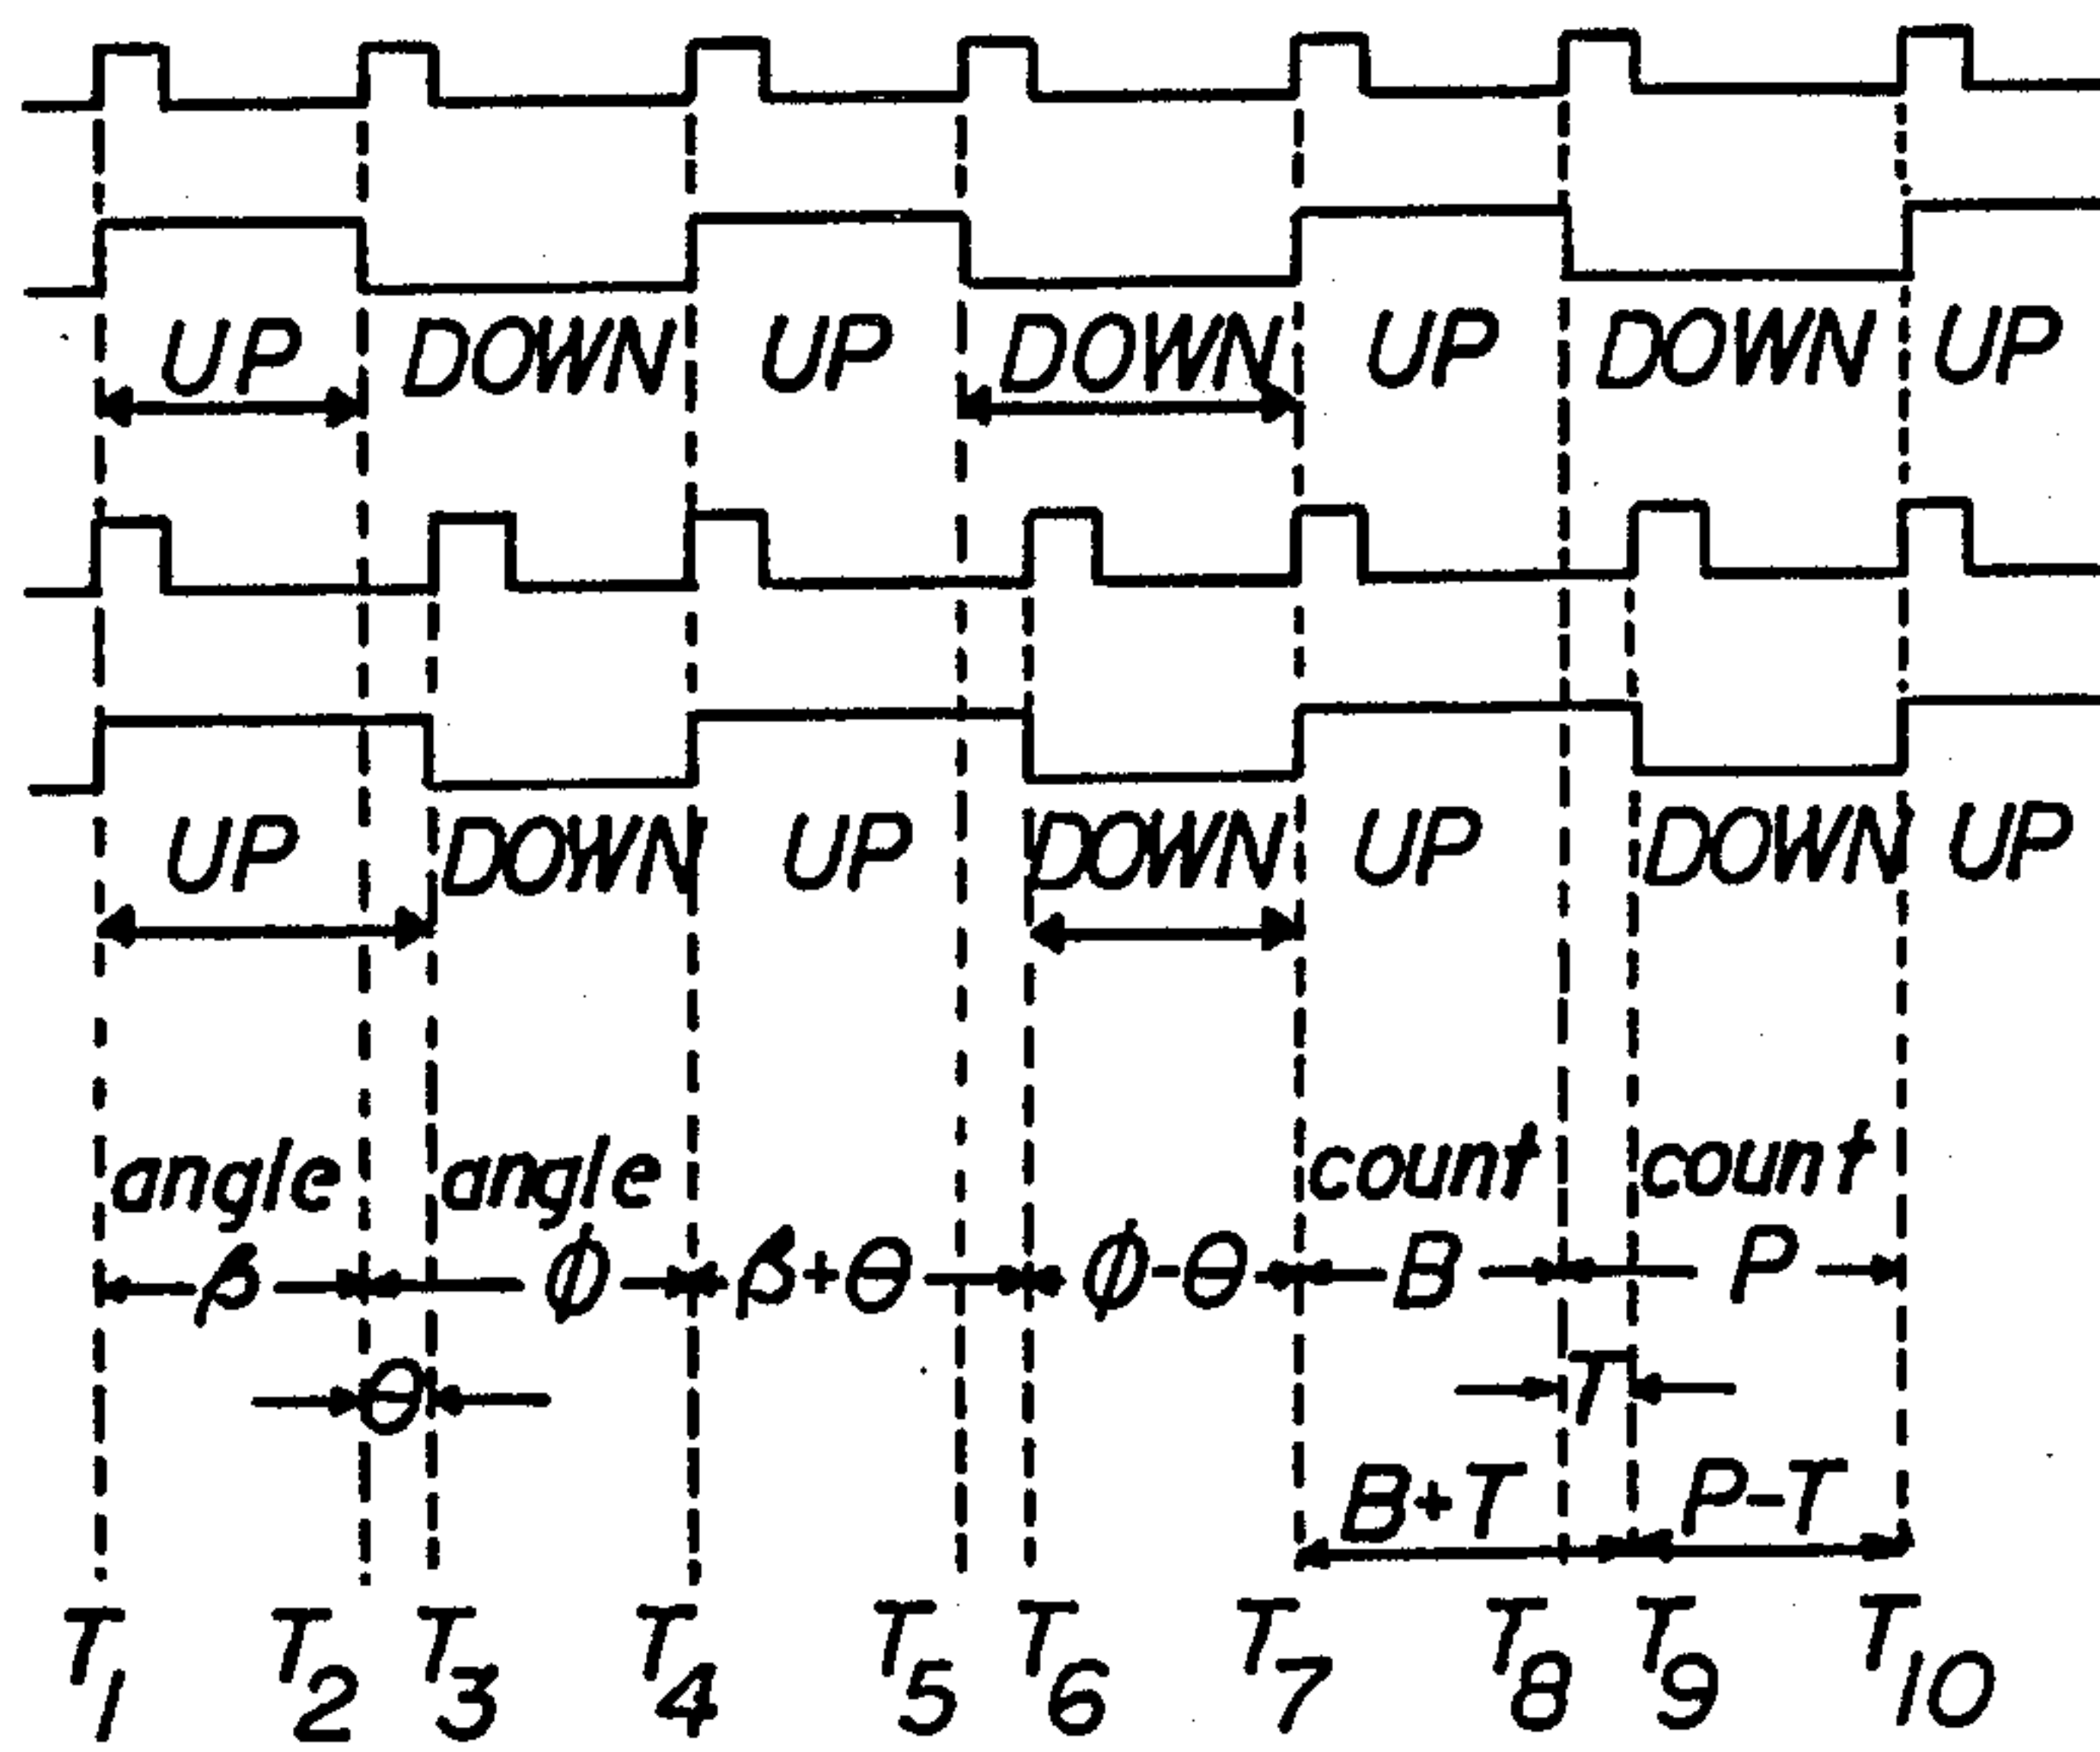 UP DOWN UP DOWN UP DOWN UP
UP DOWN UP DOWN UP DOWN UP
angle angle count count
β ϕ β+θ ϕ-θ B P
θ T
B+T P-T
T1 T2 T3 T4 T5 T6 T7 T8 T9 T10